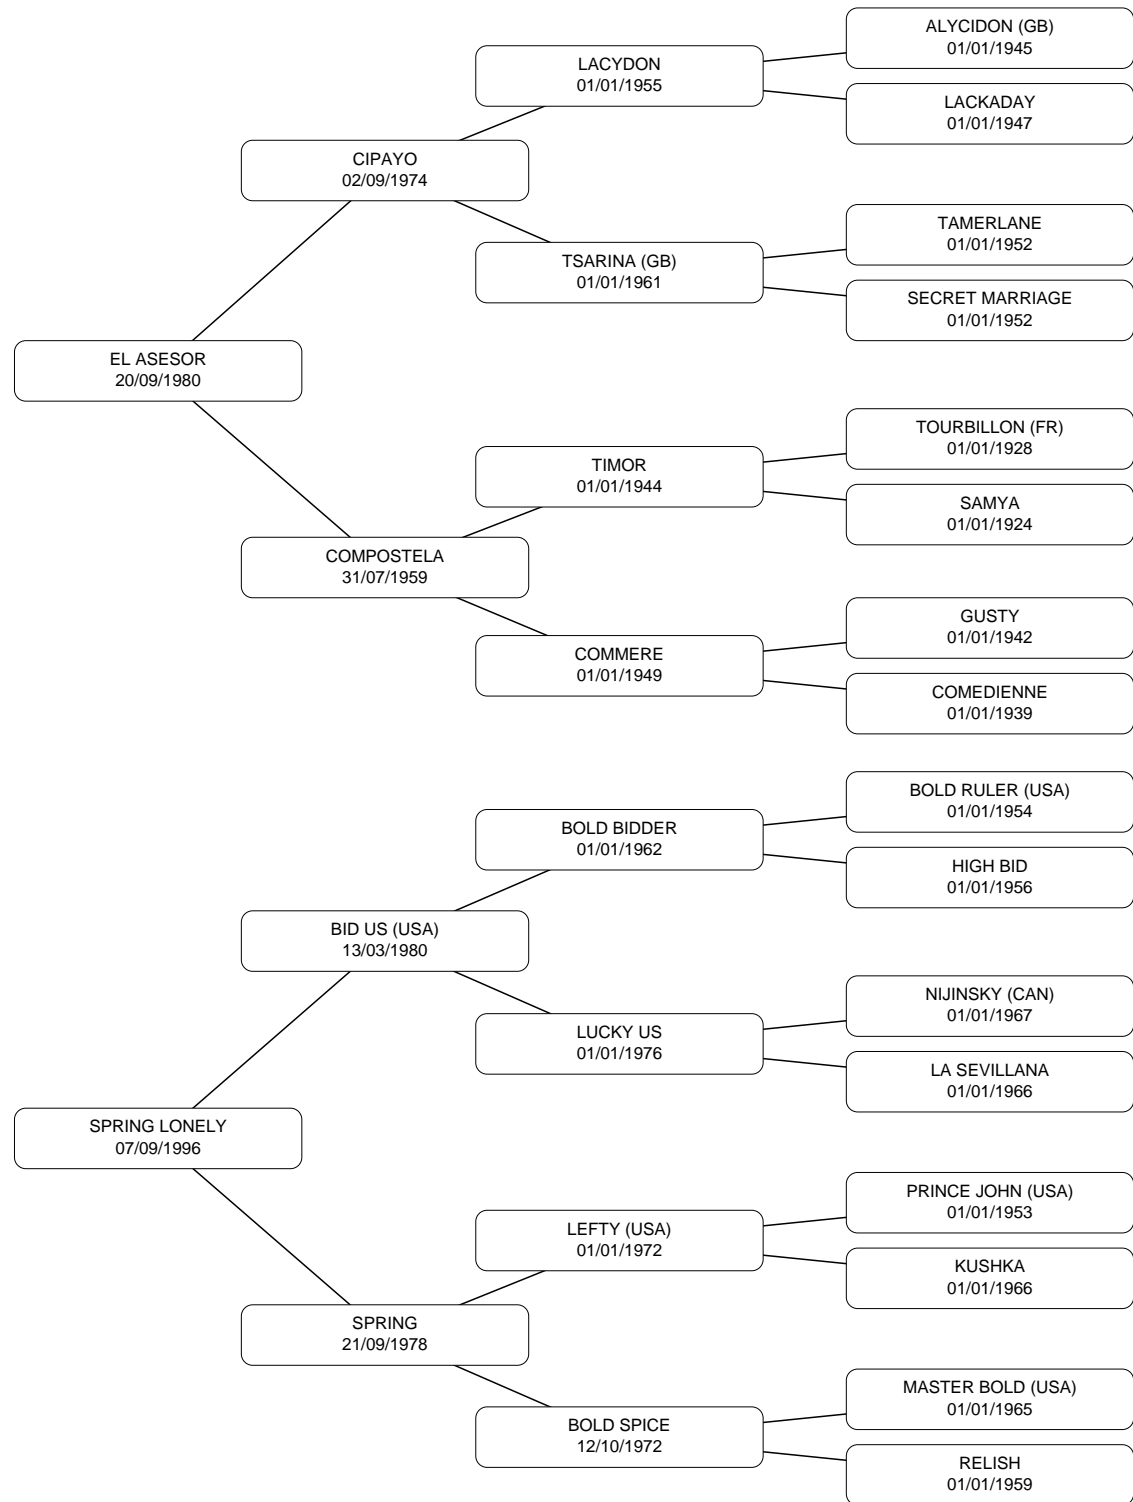 ALYCIDON (GB)
01/01/1945
LACYDON
01/01/1955
LACKADAY
01/01/1947
CIPAYO
02/09/1974
TAMERLANE
01/01/1952
TSARINA (GB)
01/01/1961
SECRET MARRIAGE
01/01/1952
EL ASESOR
20/09/1980
TOURBILLON (FR)
01/01/1928
TIMOR
01/01/1944
SAMYA
01/01/1924
COMPOSTELA
31/07/1959
GUSTY
01/01/1942
COMMERE
01/01/1949
COMEDIENNE
01/01/1939
BOLD RULER (USA)
01/01/1954
BOLD BIDDER
01/01/1962
HIGH BID
01/01/1956
BID US (USA)
13/03/1980
NIJINSKY (CAN)
01/01/1967
LUCKY US
01/01/1976
LA SEVILLANA
01/01/1966
SPRING LONELY
07/09/1996
PRINCE JOHN (USA)
01/01/1953
LEFTY (USA)
01/01/1972
KUSHKA
01/01/1966
SPRING
21/09/1978
MASTER BOLD (USA)
01/01/1965
BOLD SPICE
12/10/1972
RELISH
01/01/1959